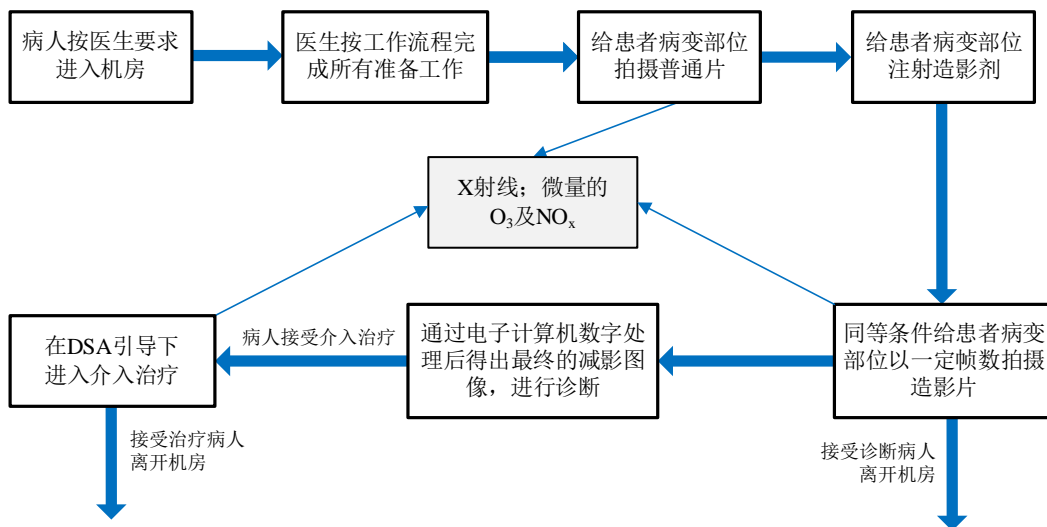 病人按医生要求
进入机房
医生按工作流程完
成所有准备工作
给患者病变部位
拍摄普通片
给患者病变部位
注射造影剂
X射线；微量的
O₃及NOₓ
在DSA引导下
进入介入治疗
病人接受介入治疗
通过电子计算机数字处
理后得出最终的减影图
像，进行诊断
同等条件给患者病变
部位以一定帧数拍摄
造影片
接受治疗病人
离开机房
接受诊断病人
离开机房